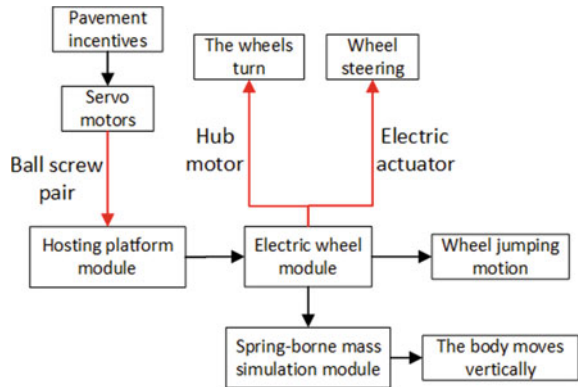 Pavement
incentives
The wheels
turn
Wheel
steering
Servo
motors
Hub
motor
Electric
actuator
Ball screw
pair
Hosting platform
module
Electric wheel
module
Wheel jumping
motion
Spring-borne mass
simulation module
The body moves
vertically